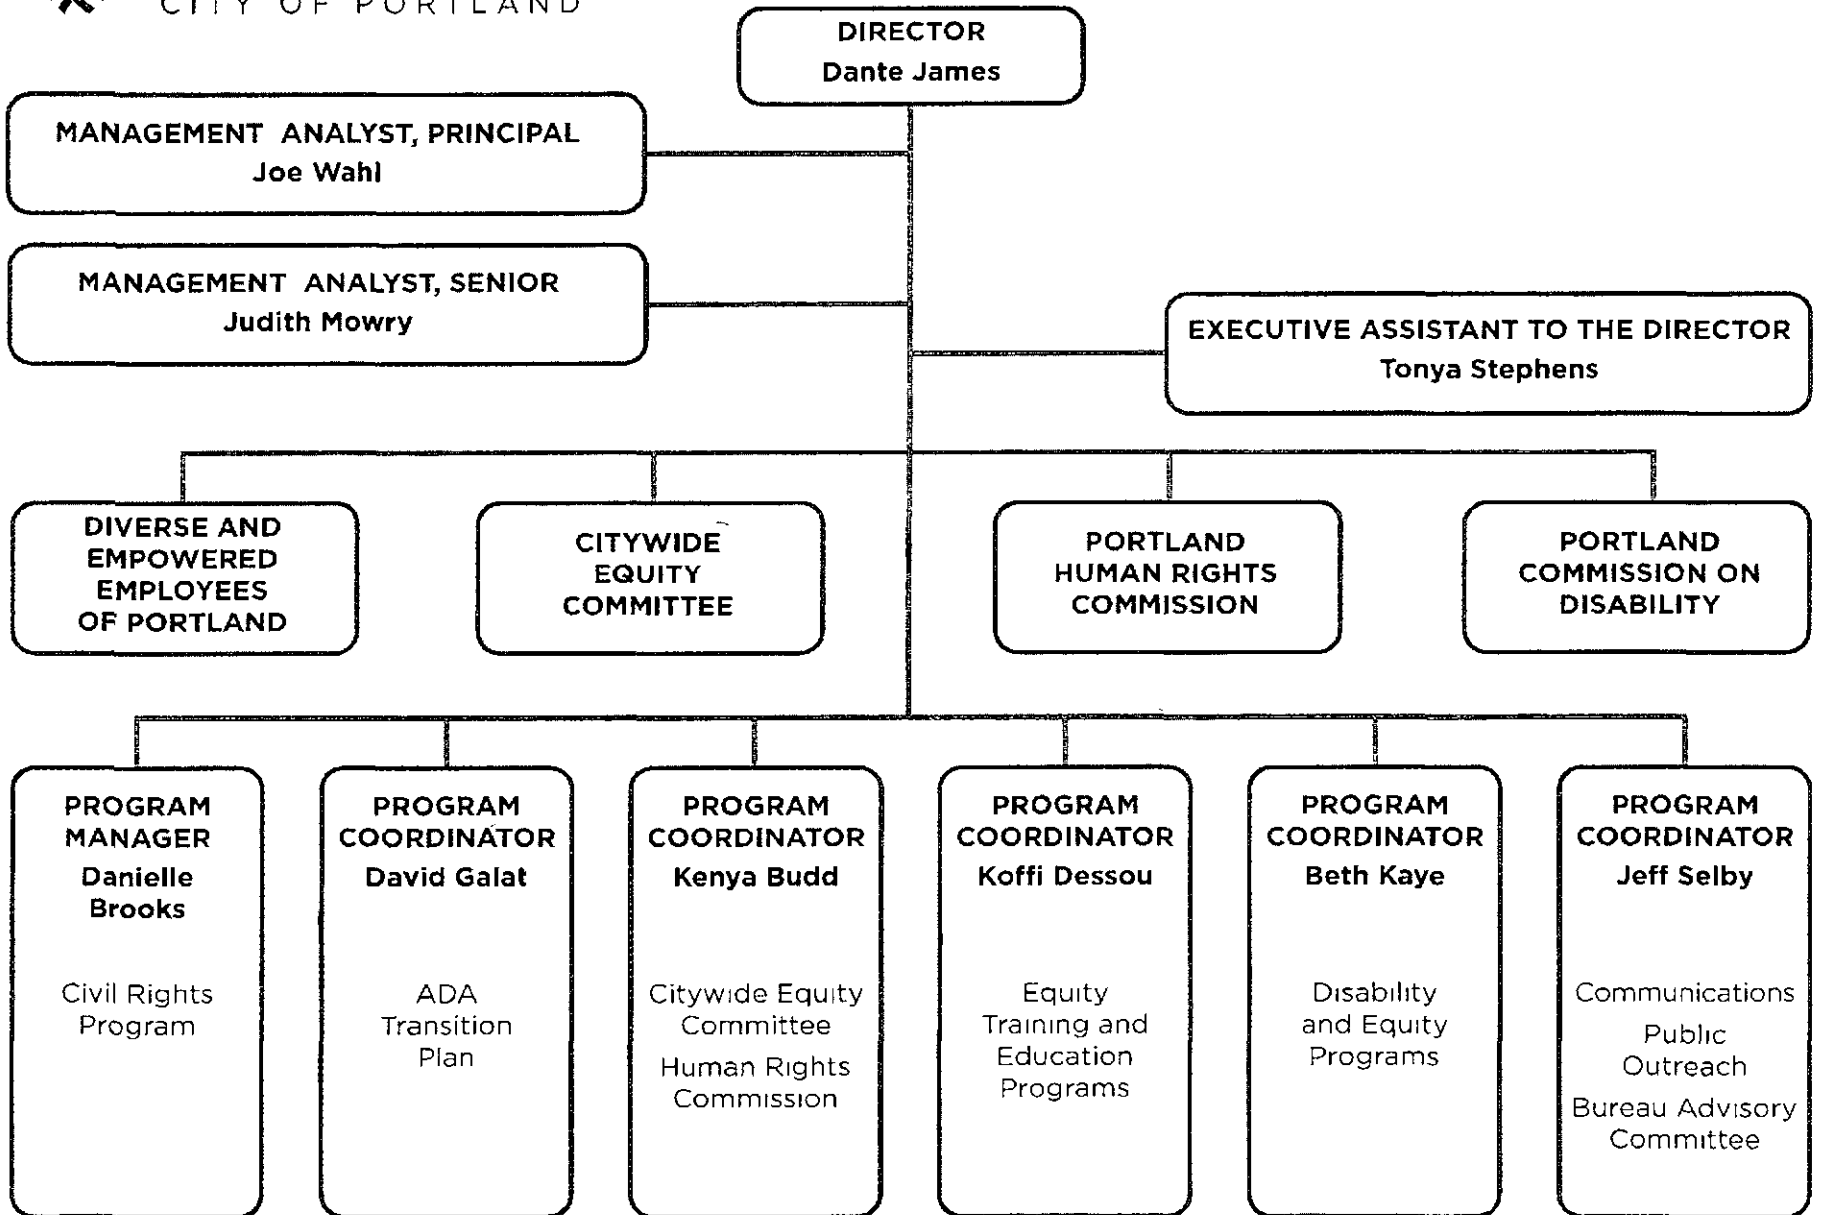 CITY OF PORTLAND
DIRECTOR
Dante James
MANAGEMENT ANALYST, PRINCIPAL
Joe Wahl
MANAGEMENT ANALYST, SENIOR
Judith Mowry
EXECUTIVE ASSISTANT TO THE DIRECTOR
Tonya Stephens
DIVERSE AND
EMPOWERED
EMPLOYEES
OF PORTLAND
CITYWIDE
EQUITY
COMMITTEE
PORTLAND
HUMAN RIGHTS
COMMISSION
PORTLAND
COMMISSION ON
DISABILITY
PROGRAM
MANAGER
Danielle
Brooks
Civil Rights
Program
PROGRAM
COORDINATOR
David Galat
ADA
Transition
Plan
PROGRAM
COORDINATOR
Kenya Budd
Citywide Equity
Committee
Human Rights
Commission
PROGRAM
COORDINATOR
Koffi Dessou
Equity
Training and
Education
Programs
PROGRAM
COORDINATOR
Beth Kaye
Disability
and Equity
Programs
PROGRAM
COORDINATOR
Jeff Selby
Communications
Public
Outreach
Bureau Advisory
Committee